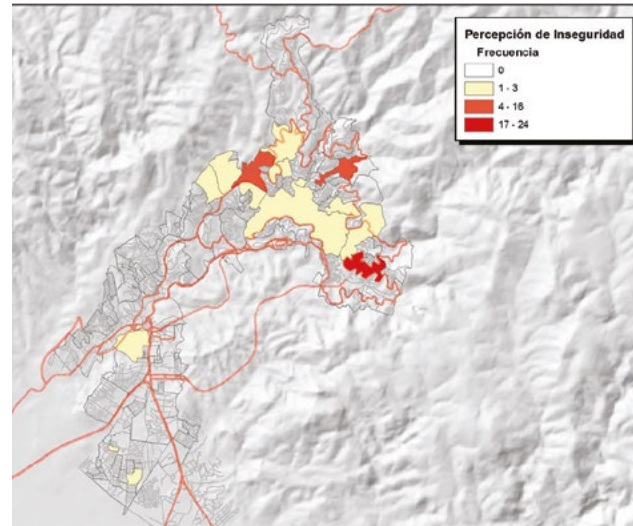 Percepción de Inseguridad
Frecuencia
0
1 - 3
4 - 16
17 - 24